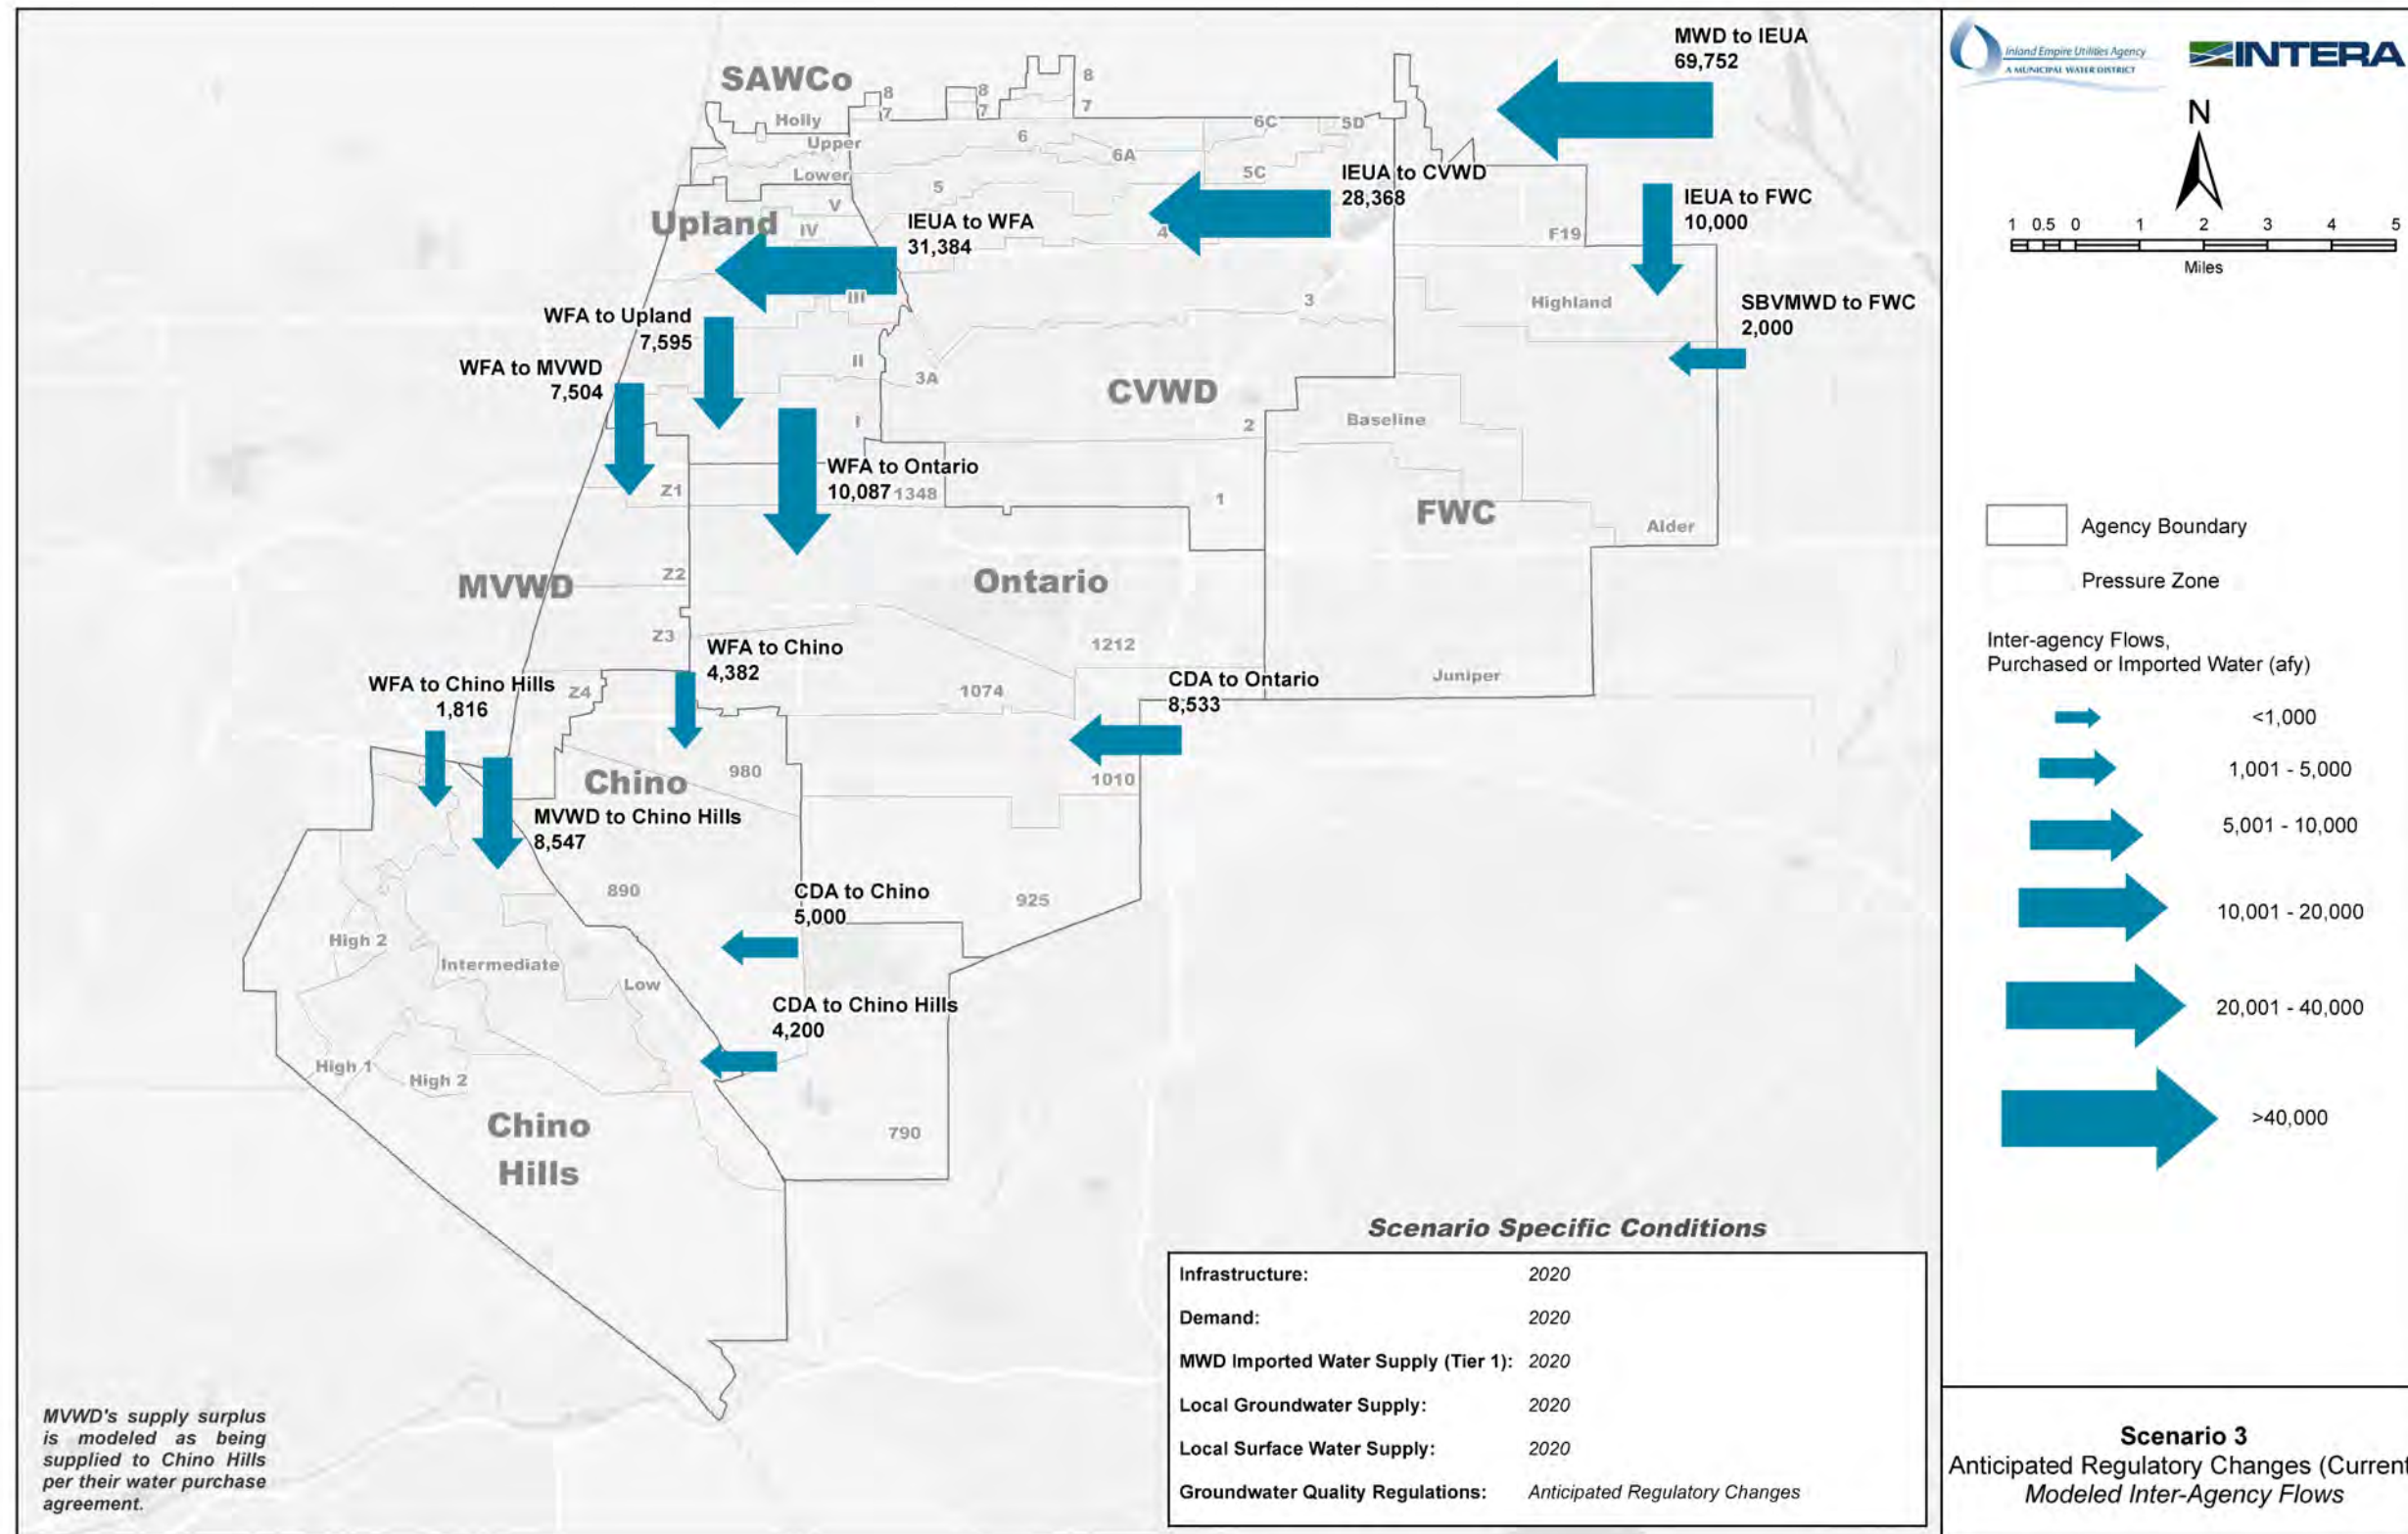 SAWCo
Holly
Upper
Lower
8
7
8
7
8
7
6
6A
6C
5D
5C
5
4
MWD to IEUA
69,752
IEUA to CVWD
28,368
IEUA to FWC
10,000
F19
Upland
V
IV
III
II
I
IEUA to WFA
31,384
WFA to Upland
7,595
WFA to MVWD
7,504
3
3A
CVWD
2
1
Highland
SBVMWD to FWC
2,000
Baseline
FWC
Alder
Juniper
WFA to Ontario
10,087
1348
Z1
Z2
Z3
Z4
MVWD
Ontario
1212
1074
1010
925
WFA to Chino
4,382
CDA to Ontario
8,533
WFA to Chino Hills
1,816
Chino
980
890
790
MVWD to Chino Hills
8,547
CDA to Chino
5,000
CDA to Chino Hills
4,200
High 2
Intermediate
Low
High 1
High 2
Chino
Hills
MVWD's supply surplus
is modeled as being
supplied to Chino Hills
per their water purchase
agreement.
Scenario Specific Conditions
Infrastructure: 2020
Demand: 2020
MWD Imported Water Supply (Tier 1): 2020
Local Groundwater Supply: 2020
Local Surface Water Supply: 2020
Groundwater Quality Regulations: Anticipated Regulatory Changes
Inland Empire Utilities Agency
A MUNICIPAL WATER DISTRICT
INTERA
N
1 0.5 0 1 2 3 4 5
Miles
Agency Boundary
Pressure Zone
Inter-agency Flows,
Purchased or Imported Water (afy)
<1,000
1,001 - 5,000
5,001 - 10,000
10,001 - 20,000
20,001 - 40,000
>40,000
Scenario 3
Anticipated Regulatory Changes (Current
Modeled Inter-Agency Flows